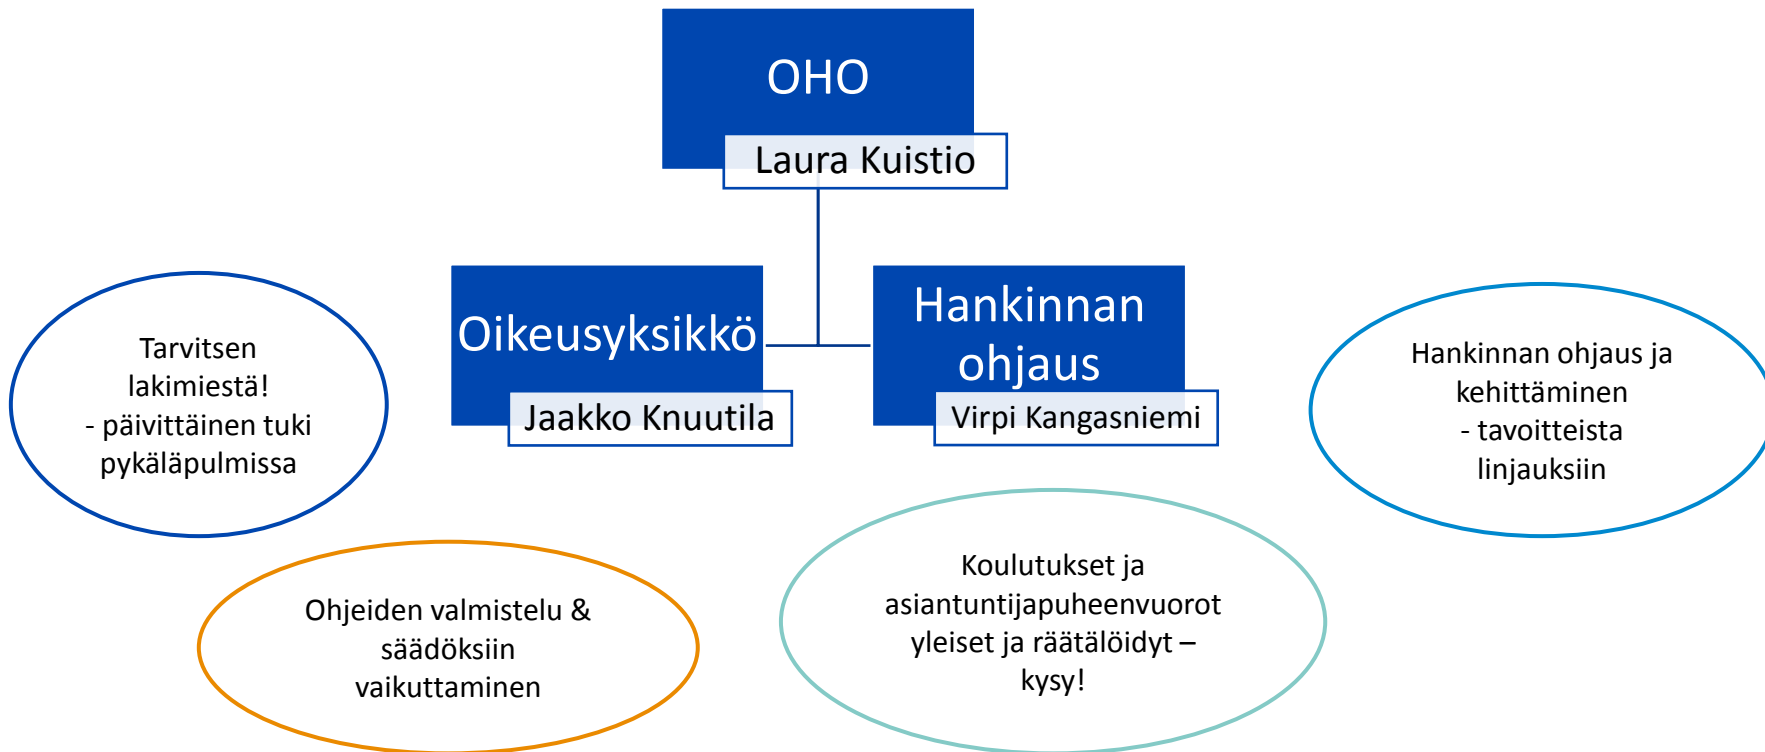 OHO
Laura Kuistio
Oikeusyksikkö
Jaakko Knuutila
Hankinnan
ohjaus
Virpi Kangasniemi
Tarvitsen
lakimiestä!
- päivittäinen tuki
pykäläpulmissa
Hankinnan ohjaus ja
kehittäminen
- tavoitteista
linjauksiin
Ohjeiden valmistelu &
säädöksiin
vaikuttaminen
Koulutukset ja
asiantuntijapuheenvuorot
yleiset ja räätälöidyt –
kysy!